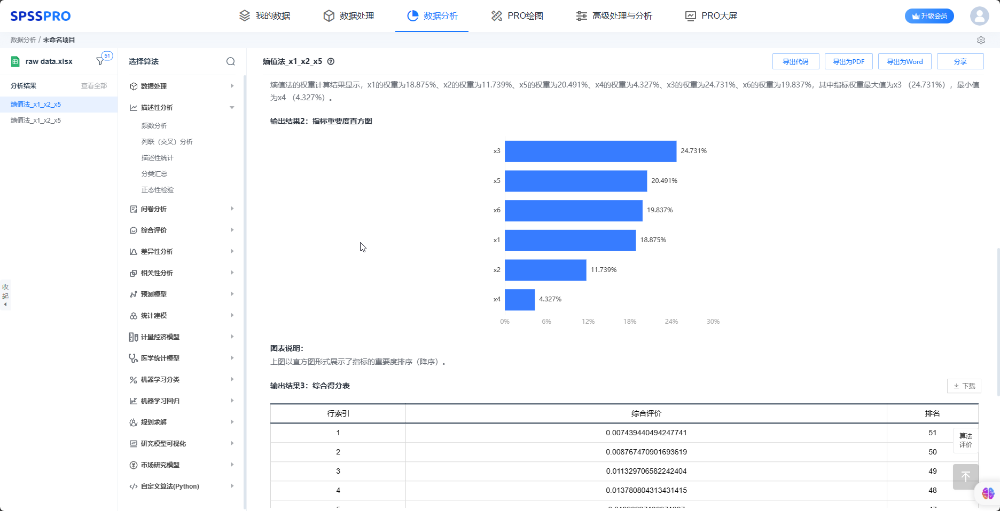 SPSSPRO
我的数据
数据处理
数据分析
PRO绘图
高级处理与分析
PRO大屏
升级会员
数据分析 / 未命名项目
raw data.xlsx
51
分析结果
查看全部
熵值法_x1_x2_x5
熵值法_x1_x2_x5
收起
选择算法
数据处理
描述性分析
频数分析
列联（交叉）分析
描述性统计
分类汇总
正态性检验
问卷分析
综合评价
差异性分析
相关性分析
预测模型
统计建模
计量经济模型
医学统计模型
机器学习分类
机器学习回归
规划求解
研究模型可视化
市场研究模型
自定义算法(Python)
熵值法_x1_x2_x5
导出代码
导出为PDF
导出为Word
分享
熵值法的权重计算结果显示，x1的权重为18.875%、x2的权重为11.739%、x5的权重为20.491%、x4的权重为4.327%、x3的权重为24.731%、x6的权重为19.837%，其中指标权重最大值为x3 （24.731%），最小值
为x4 （4.327%）。
输出结果2：指标重要度直方图
x3 24.731%
x5 20.491%
x6 19.837%
x1 18.875%
x2 11.739%
x4 4.327%
0% 6% 12% 18% 24% 30%
图表说明：
上图以直方图形式展示了指标的重要度排序（降序）。
输出结果3：综合得分表
下载
行索引 综合评价 排名
1 0.007439440494247741 51
2 0.008767470901693619 50
3 0.011329706582242404 49
4 0.013780804313431415 48
算法
评价